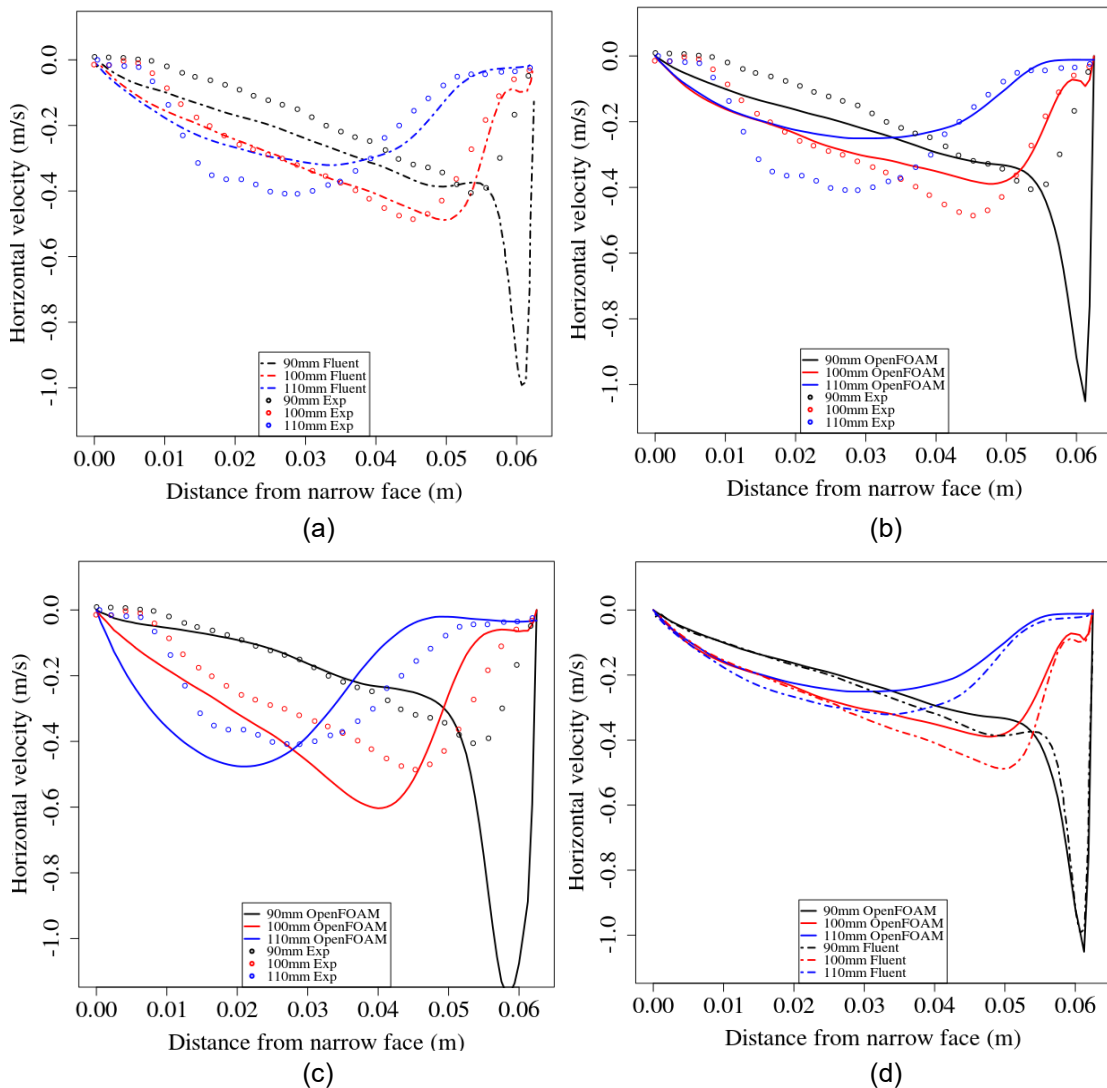 Horizontal velocity (m/s)
0.0
-0.2
-0.4
-0.6
-0.8
-1.0
90mm Fluent
100mm Fluent
110mm Fluent
90mm Exp
100mm Exp
110mm Exp
0.00 0.01 0.02 0.03 0.04 0.05 0.06
Distance from narrow face (m)
(a)
Horizontal velocity (m/s)
0.0
-0.2
-0.4
-0.6
-0.8
-1.0
90mm OpenFOAM
100mm OpenFOAM
110mm OpenFOAM
90mm Exp
100mm Exp
110mm Exp
0.00 0.01 0.02 0.03 0.04 0.05 0.06
Distance from narrow face (m)
(b)
Horizontal velocity (m/s)
0.0
-0.2
-0.4
-0.6
-0.8
-1.0
90mm OpenFOAM
100mm OpenFOAM
110mm OpenFOAM
90mm Exp
100mm Exp
110mm Exp
0.00 0.01 0.02 0.03 0.04 0.05 0.06
Distance from narrow face (m)
(c)
Horizontal velocity (m/s)
0.0
-0.2
-0.4
-0.6
-0.8
-1.0
90mm OpenFOAM
100mm OpenFOAM
110mm OpenFOAM
90mm Fluent
100mm Fluent
110mm Fluent
0.00 0.01 0.02 0.03 0.04 0.05 0.06
Distance from narrow face (m)
(d)